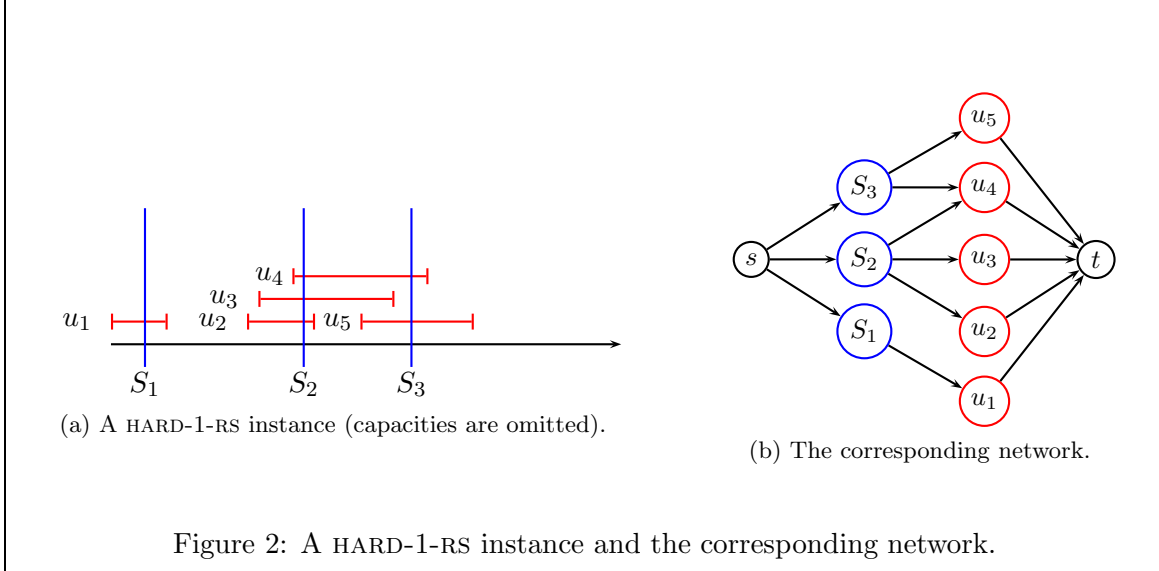 u4
u3
u1 u2 u5
S1 S2 S3
(a) A HARD-1-RS instance (capacities are omitted).
u5
S3 u4
s S2 u3 t
S1 u2
u1
(b) The corresponding network.
Figure 2: A HARD-1-RS instance and the corresponding network.